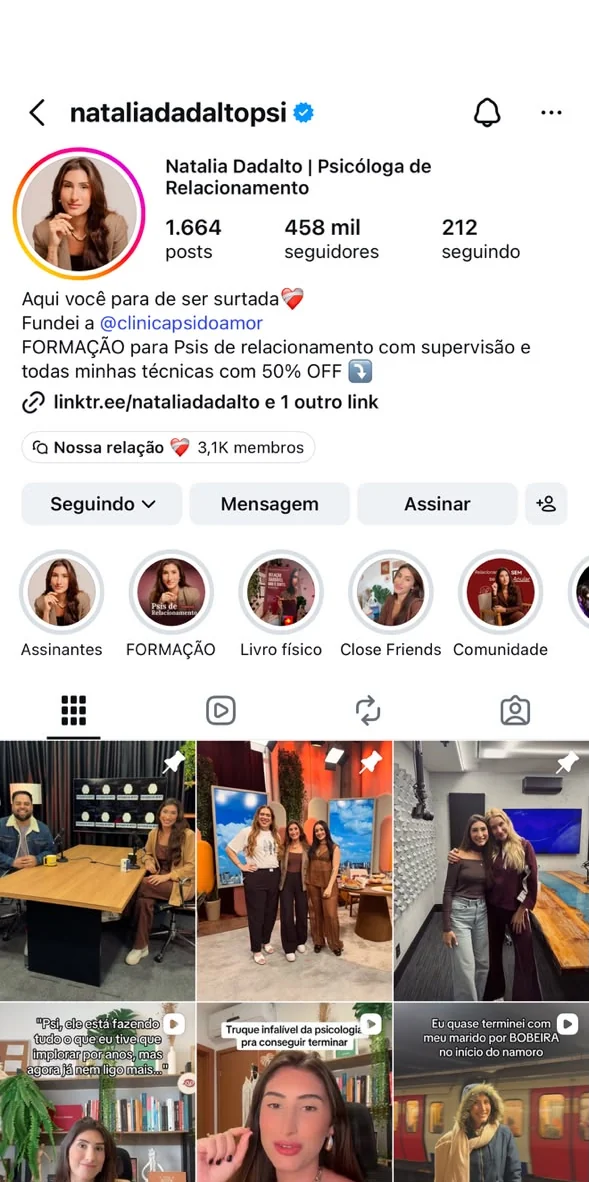 nataliadadaltopsi
Natalia Dadalto | Psicóloga de
Relacionamento
1.664
458 mil
212
posts
seguidores
seguindo
Aqui você para de ser surtada❤️‍🩹
Fundei a @clinicapsidoamor
FORMAÇÃO para Psis de relacionamento com supervisão e
todas minhas técnicas com 50% OFF ⤵️
linktr.ee/nataliadadalto e 1 outro link
Nossa relação ❤️‍🩹 3,1K membros
Seguindo
Mensagem
Assinar
Psis de
Relacionamento
Assinantes
FORMAÇÃO
Livro físico
Close Friends
Comunidade
"Psi, ele está fazendo
tudo o que eu tive que
implorar por anos, mas
agora já nem ligo mais..."
Truque infalível da psicologia
pra conseguir terminar
Eu quase terminei com
meu marido por BOBEIRA
no início do namoro